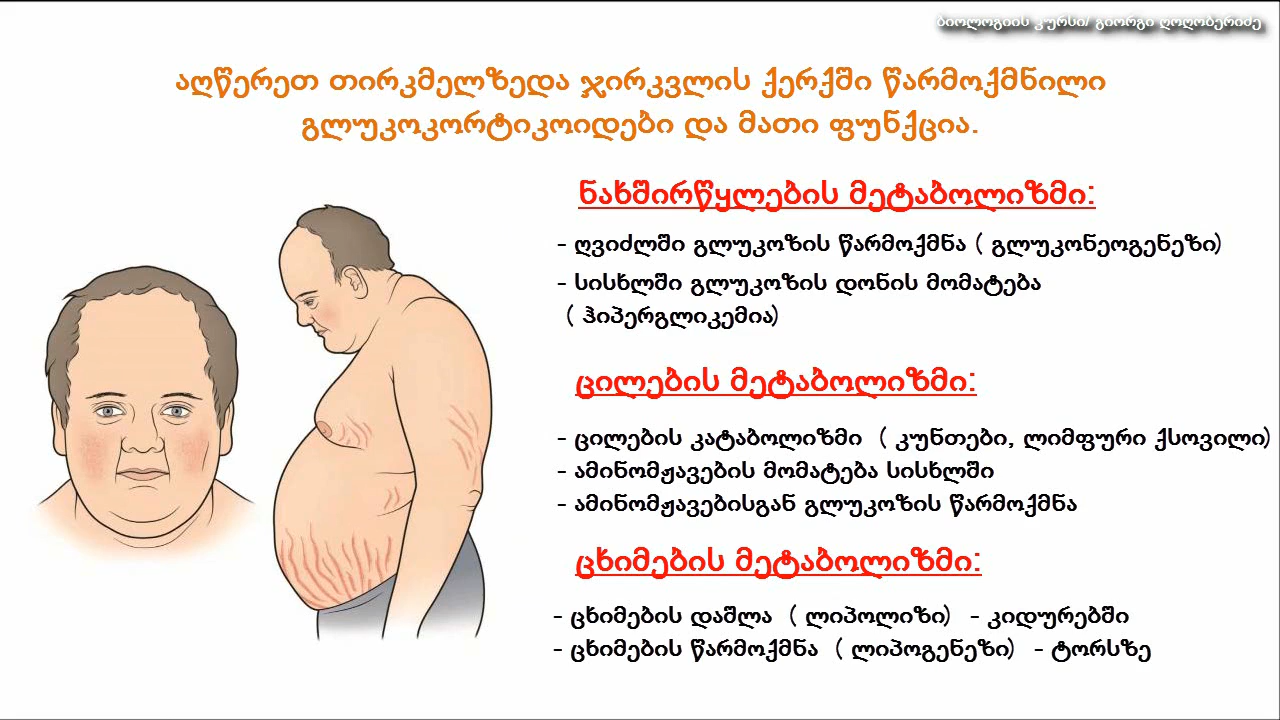 ბიოლოგიის კურსი/ გიორგი ღოღობერიძე
აღწერეთ თირკმელზედა ჯირკვლის ქერქში წარმოქმნილი
გლუკოკორტიკოიდები და მათი ფუნქცია.
ნახშირწყლების მეტაბოლიზმი:
- ღვიძლში გლუკოზის წარმოქმნა ( გლუკონეოგენეზი)
- სისხლში გლუკოზის დონის მომატება
( ჰიპერგლიკემია)
ცილების მეტაბოლიზმი:
- ცილების კატაბოლიზმი ( კუნთები, ლიმფური ქსოვილი)
- ამინომჟავების მომატება სისხლში
- ამინომჟავებისგან გლუკოზის წარმოქმნა
ცხიმების მეტაბოლიზმი:
- ცხიმების დაშლა ( ლიპოლიზი) - კიდურებში
- ცხიმების წარმოქმნა ( ლიპოგენეზი) - ტორსზე